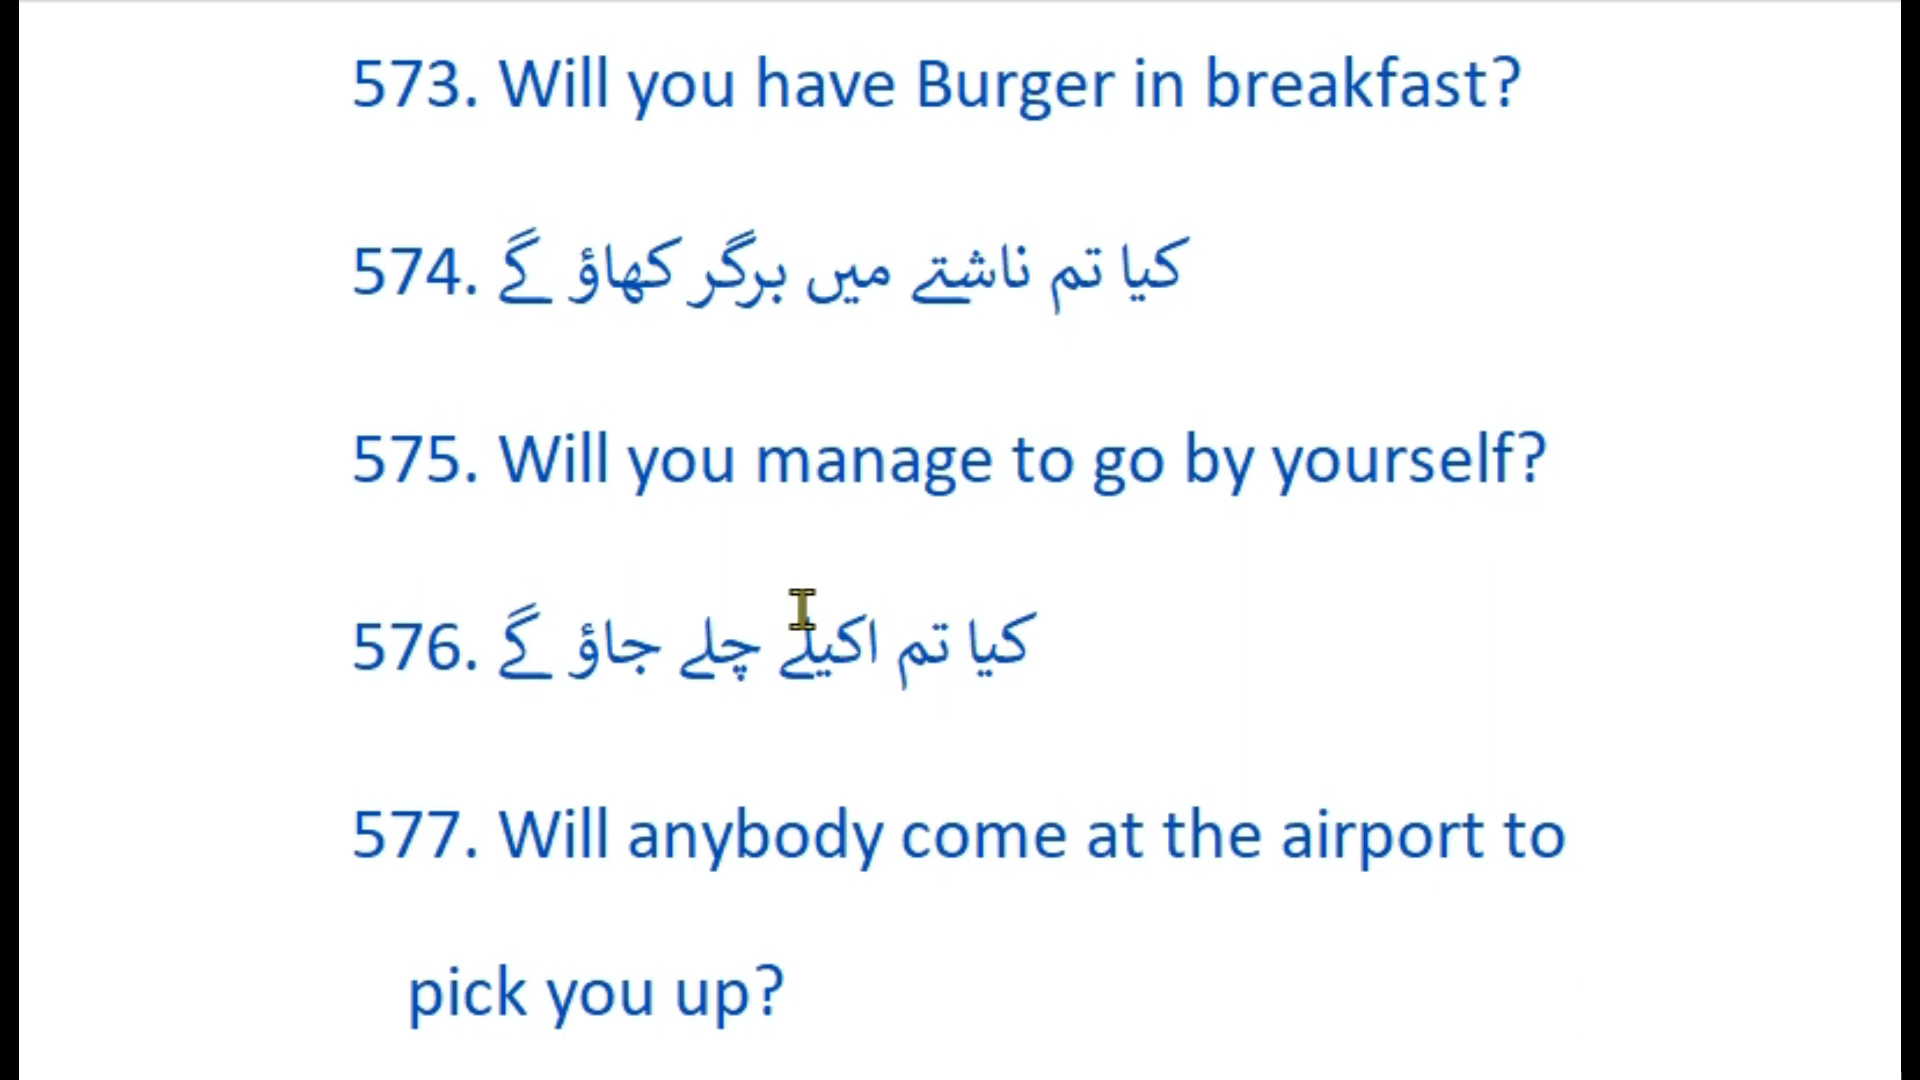 573. Will you have Burger in breakfast?
574. کیا تم ناشتے میں برگر کھاؤ گے
575. Will you manage to go by yourself?
576. کیا تم اکیلے چلے جاؤ گے
577. Will anybody come at the airport to
pick you up?